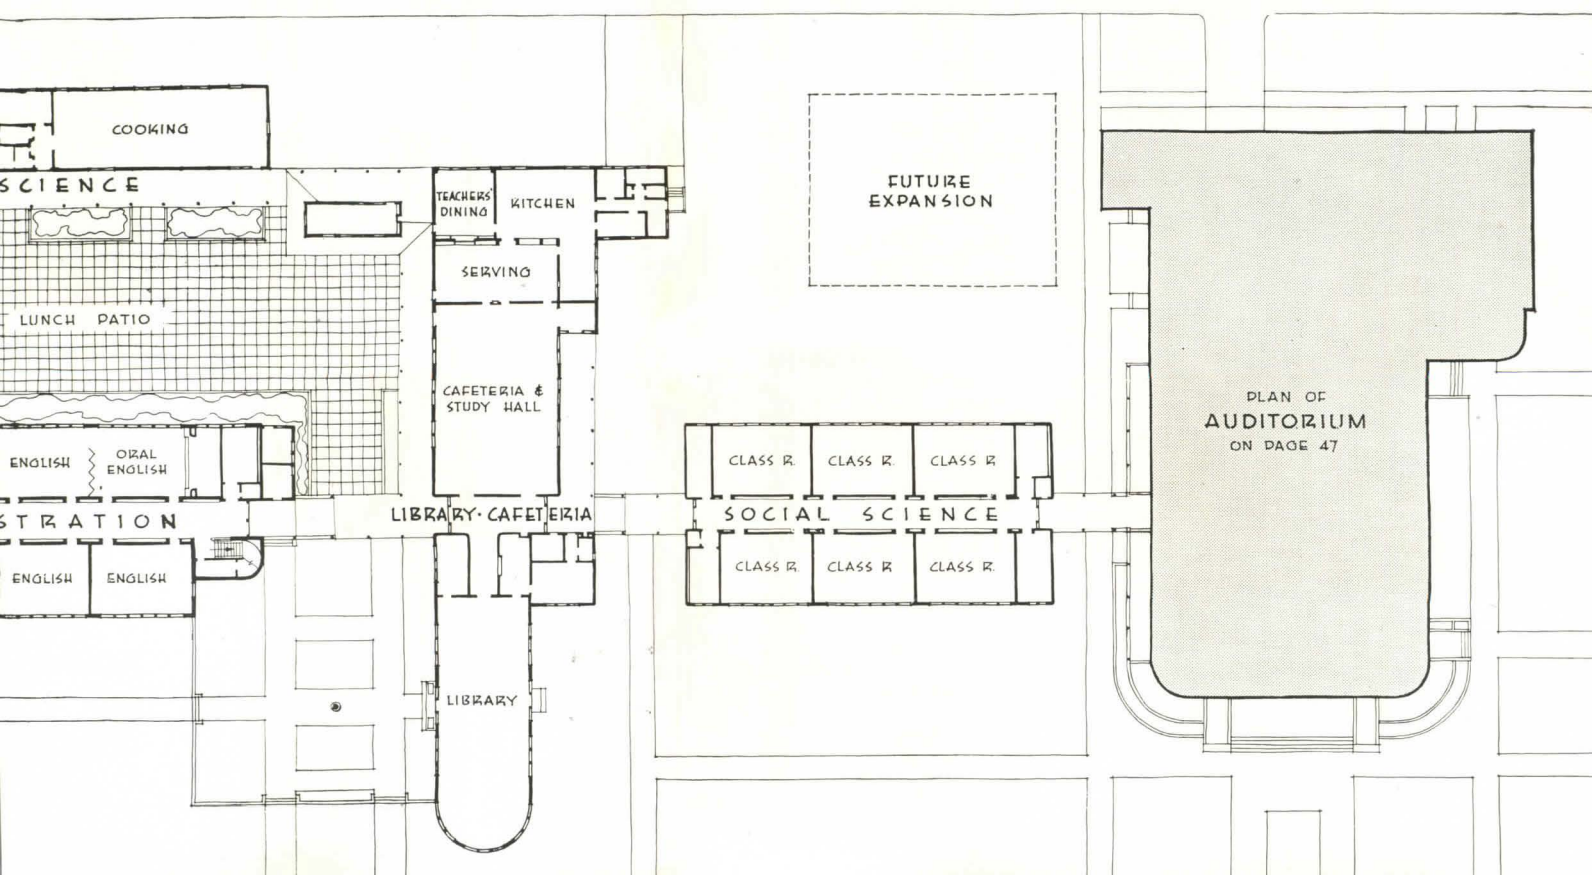 COOKING
SCIENCE
TEACHERS'
DINING
KITCHEN
SERVING
LUNCH PATIO
CAFETERIA &
STUDY HALL
FUTURE
EXPANSION
PLAN OF
AUDITORIUM
ON PAGE 47
ENGLISH
ORAL
ENGLISH
CLASS R.
CLASS R.
CLASS R
STRATION
LIBRARY·CAFETERIA
SOCIAL SCIENCE
ENGLISH
ENGLISH
CLASS R.
CLASS R
CLASS R.
LIBRARY